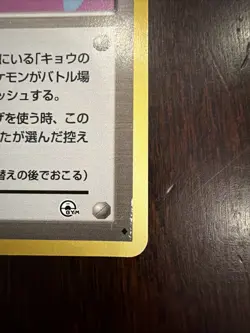 にいる「キョウの
ケモンがバトル場
ッシュする。
ザを使う時、この
たが選んだ控え
替えの後でおこる）
GYM